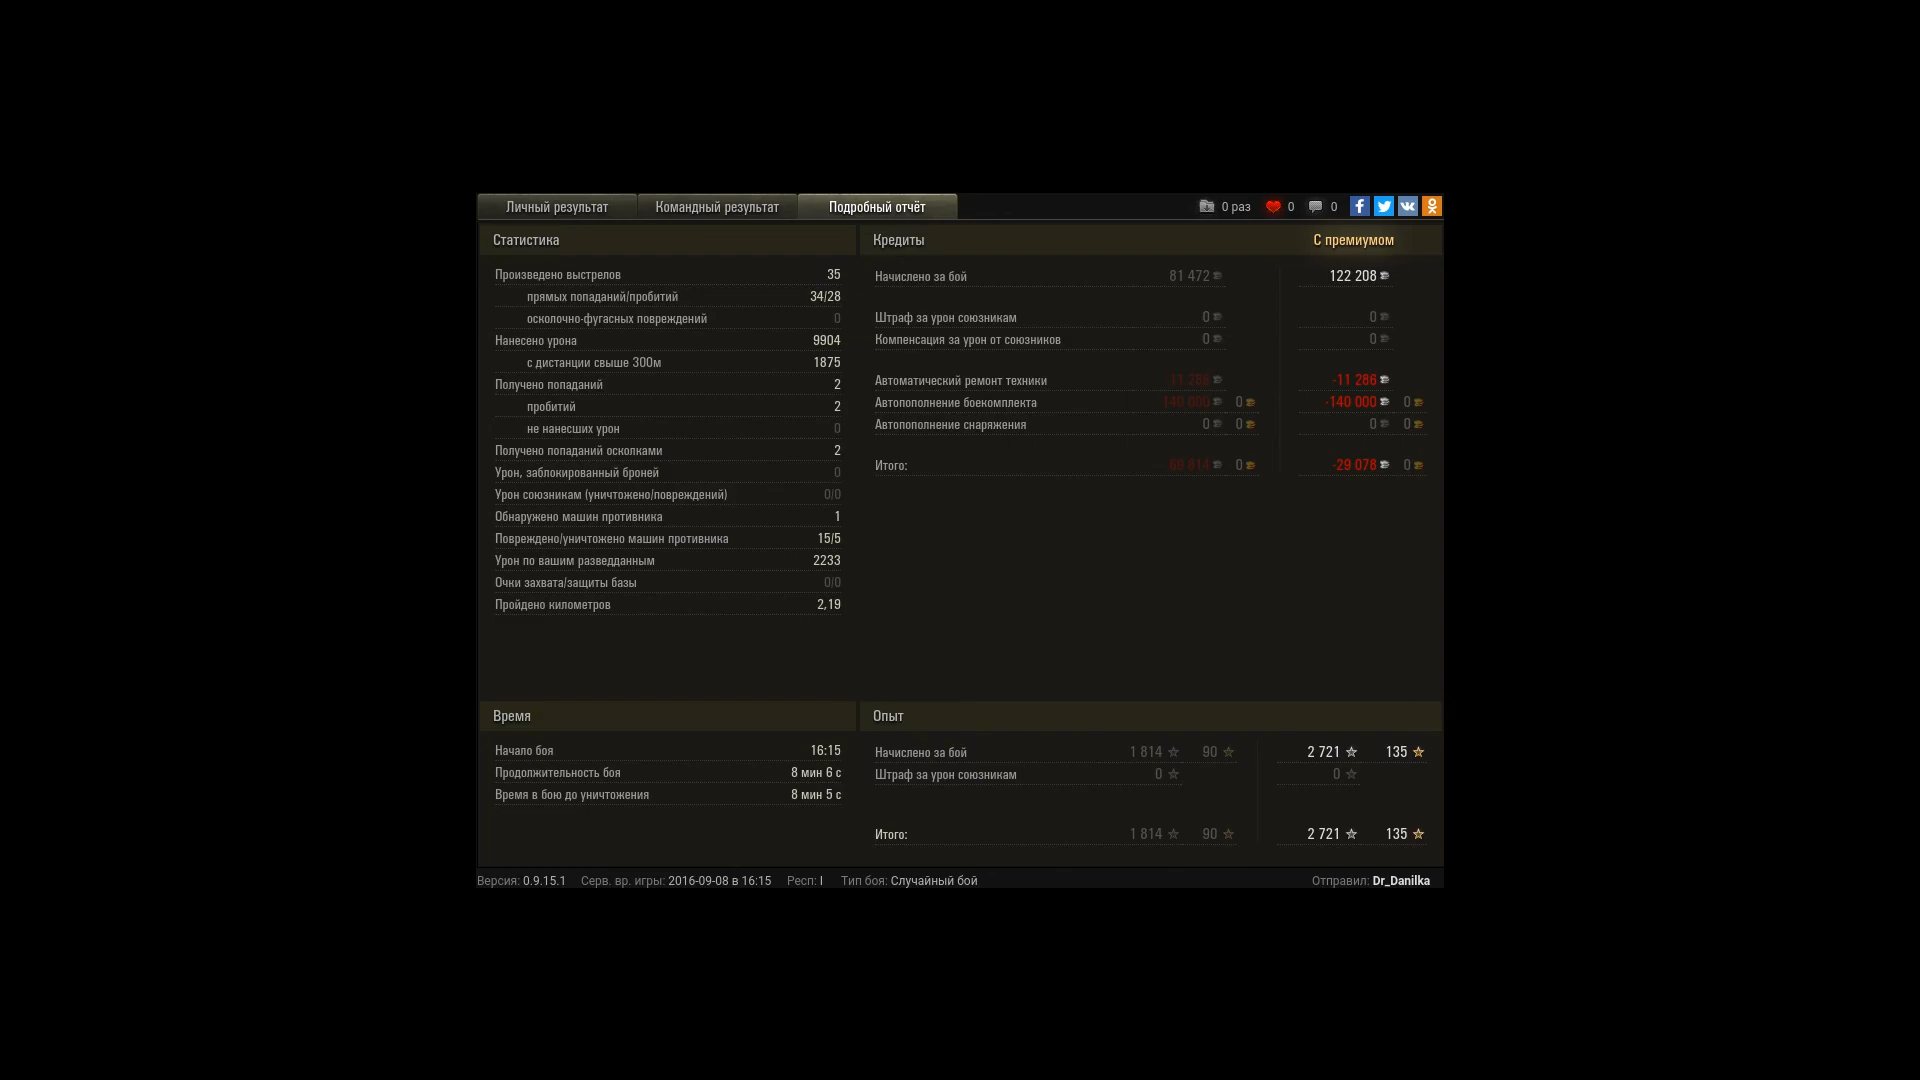 Личный результат Командный результат Подробный отчёт 0 раз 0 0
Статистика
Произведено выстрелов 35
прямых попаданий/пробитий 34/28
осколочно-фугасных повреждений 0
Нанесено урона 9904
с дистанции свыше 300м 1875
Получено попаданий 2
пробитий 2
не нанесших урон 0
Получено попаданий осколками 2
Урон, заблокированный броней 0
Урон союзникам (уничтожено/повреждений) 0/0
Обнаружено машин противника 1
Повреждено/уничтожено машин противника 15/5
Урон по вашим разведданным 2233
Очки захвата/защиты базы 0/0
Пройдено километров 2,19
Кредиты С премиумом
Начислено за бой 81 472 122 208
Штраф за урон союзникам 0 0
Компенсация за урон от союзников 0 0
Автоматический ремонт техники -11 286 -11 286
Автопополнение боекомплекта -140 000 0 -140 000 0
Автопополнение снаряжения 0 0 0 0
Итого: -69 814 0 -29 078 0
Время
Начало боя 16:15
Продолжительность боя 8 мин 6 с
Время в бою до уничтожения 8 мин 5 с
Опыт
Начислено за бой 1 814 90 2 721 135
Штраф за урон союзникам 0 0
Итого: 1 814 90 2 721 135
Версия: 0.9.15.1 Серв. вр. игры: 2016-09-08 в 16:15 Респ: I Тип боя: Случайный бой Отправил: Dr_Danilka